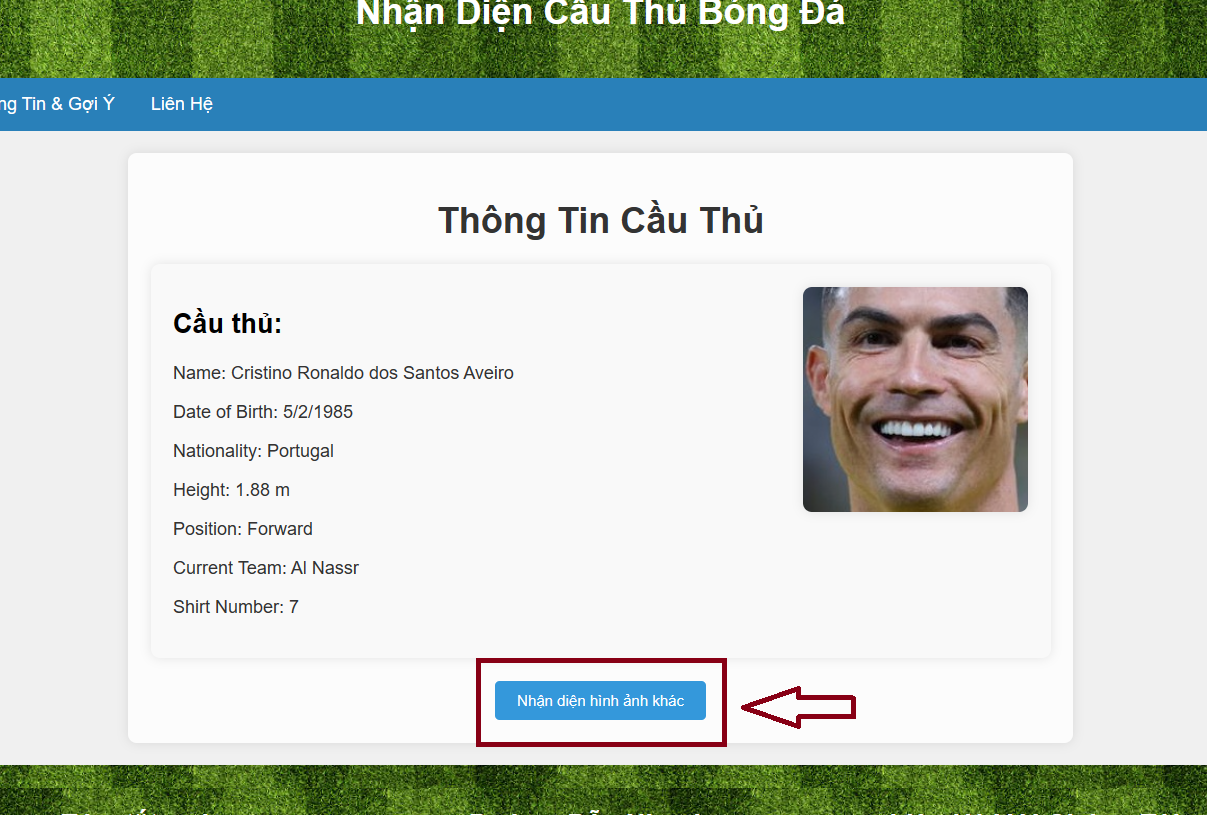 Nhận Diện Cầu Thủ Bóng Đá
ng Tin & Gợi Ý Liên Hệ
Thông Tin Cầu Thủ
Cầu thủ:
Name: Cristino Ronaldo dos Santos Aveiro
Date of Birth: 5/2/1985
Nationality: Portugal
Height: 1.88 m
Position: Forward
Current Team: Al Nassr
Shirt Number: 7
Nhận diện hình ảnh khác